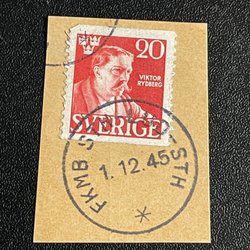 20
VIKTOR
RYDBERG
SVERIGE
FKMB
-STH
1.12.45